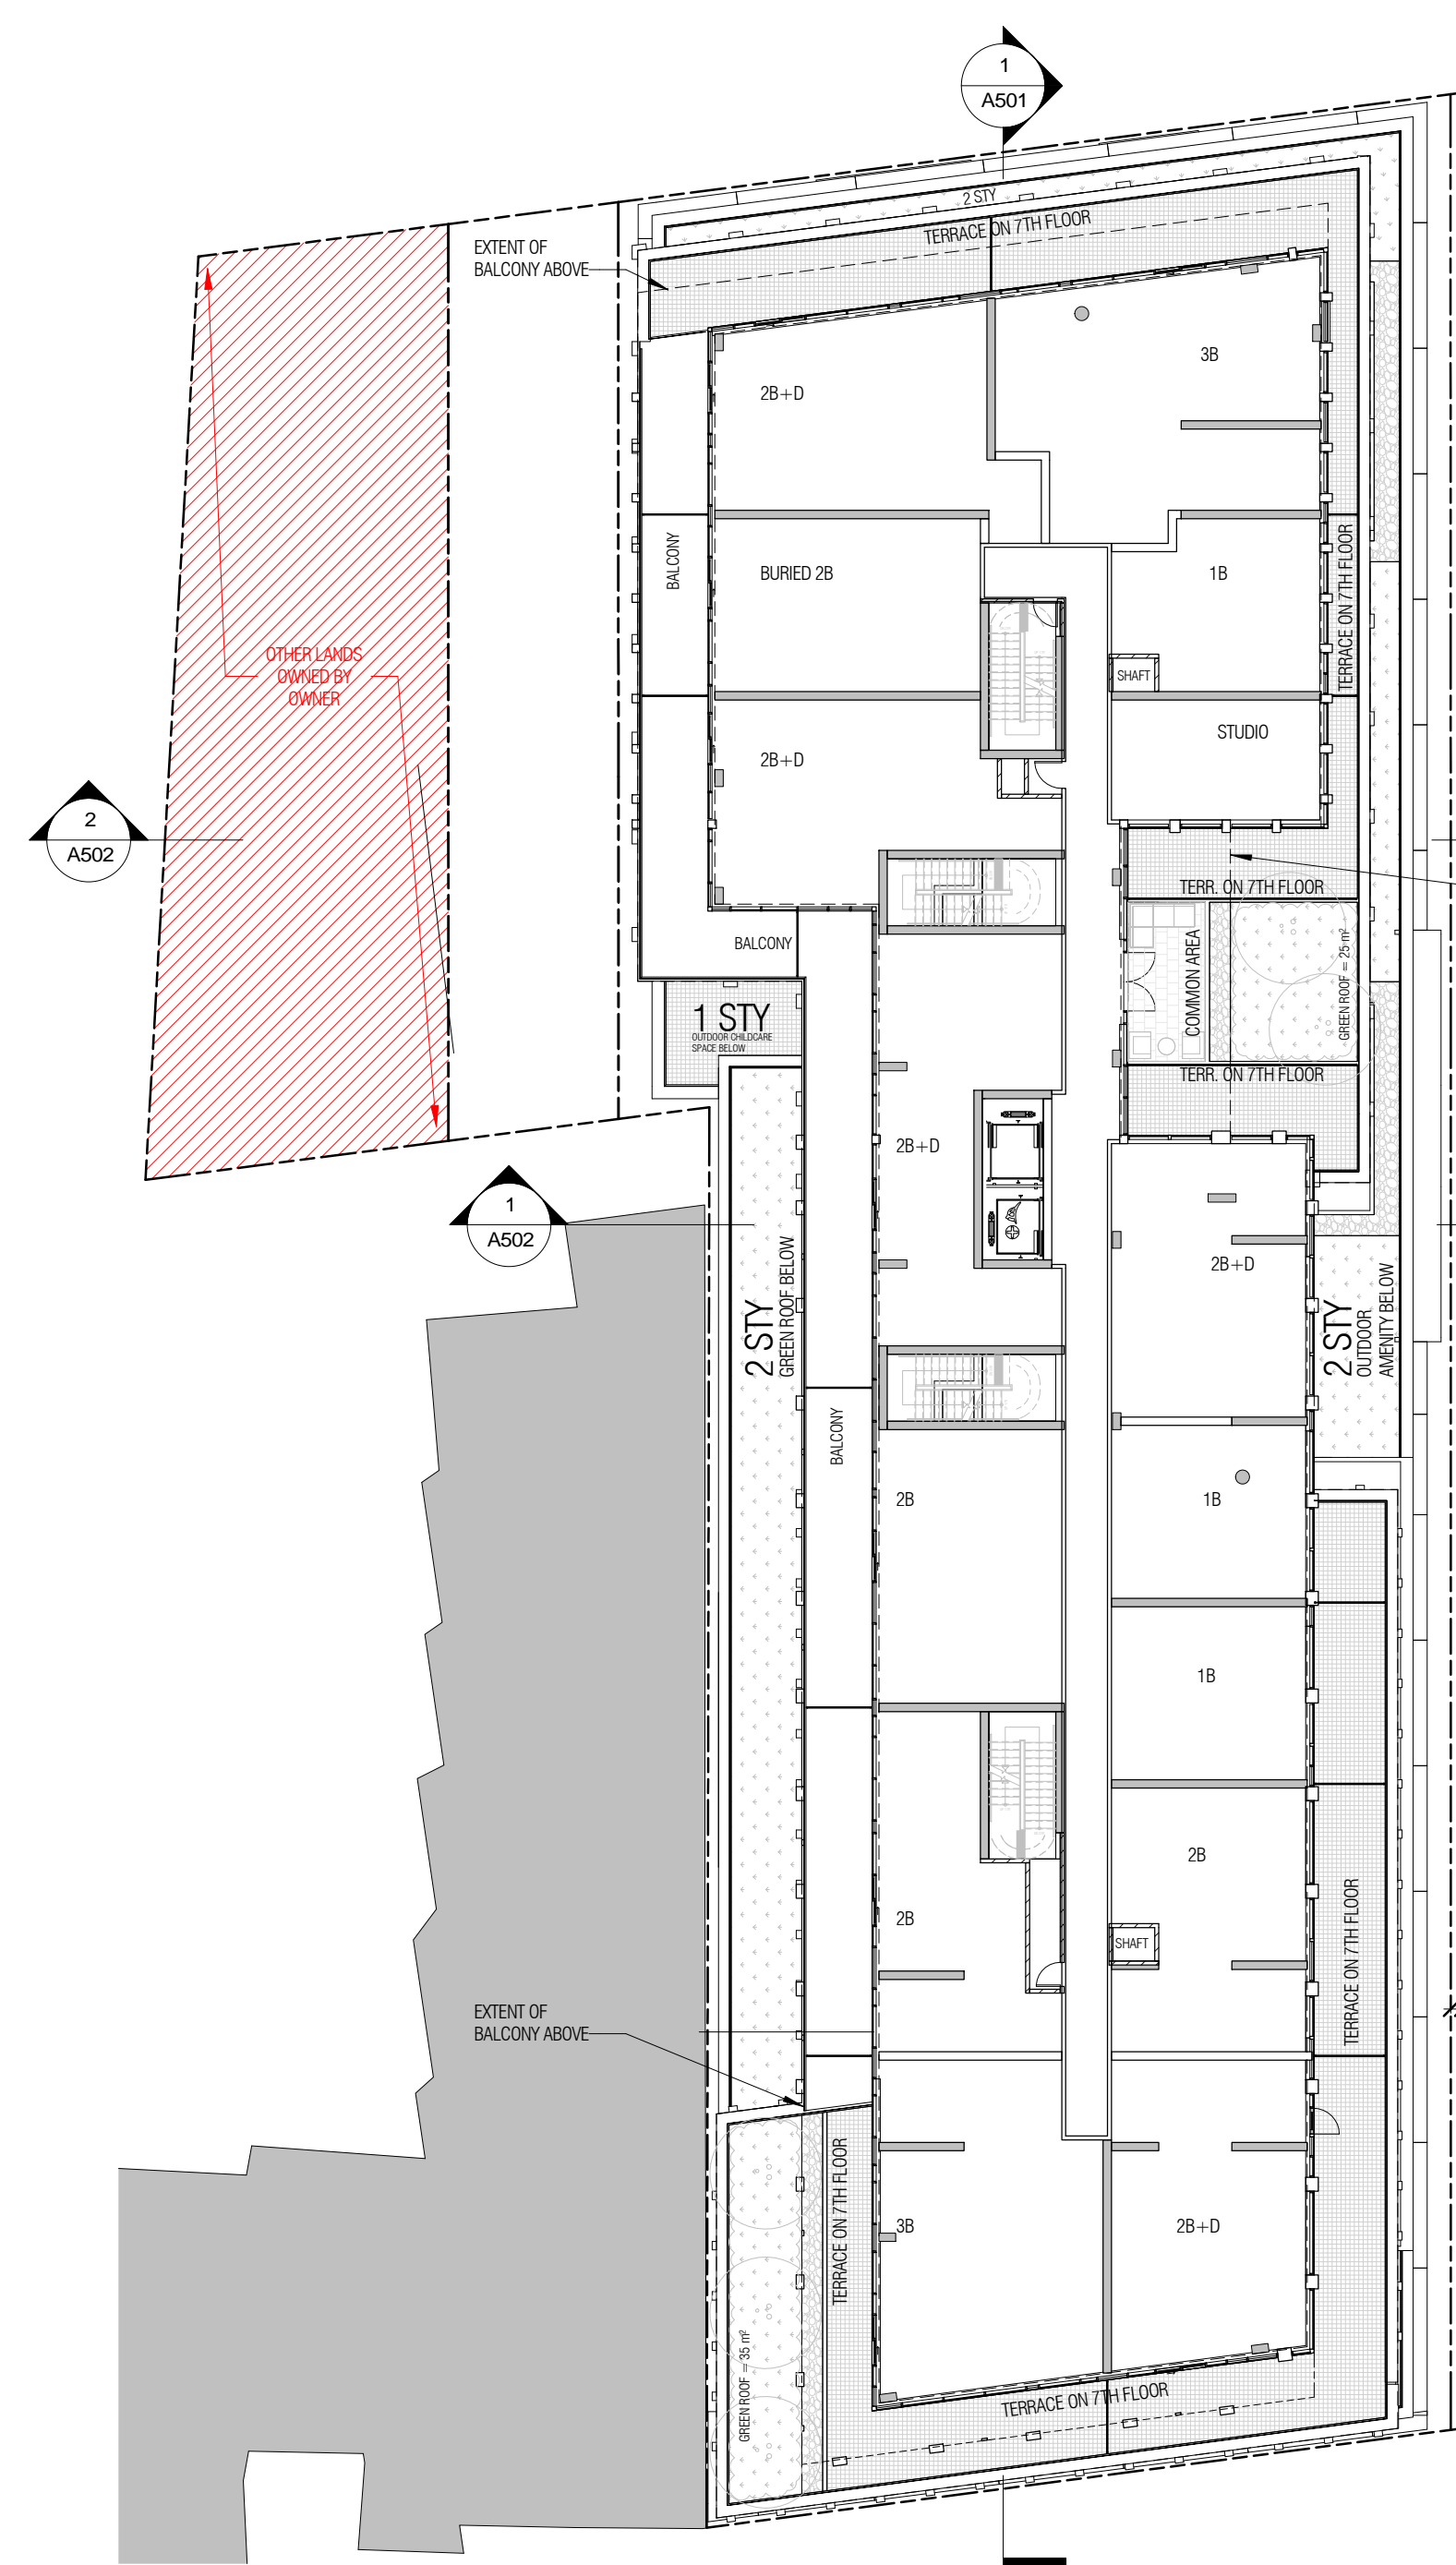 1
A501
2 STY
TERRACE ON 7TH FLOOR
EXTENT OF
BALCONY ABOVE
3B
2B+D
BALCONY
BURIED 2B
1B
TERRACE ON 7TH FLOOR
OTHER LANDS
OWNED BY
OWNER
SHAFT
STUDIO
2B+D
2
A502
TERR. ON 7TH FLOOR
BALCONY
COMMON AREA
GREEN ROOF = 25 m²
1 STY
OUTDOOR CHILDCARE
SPACE BELOW
TERR. ON 7TH FLOOR
2B+D
1
A502
2 STY
GREEN ROOF BELOW
2B+D
2 STY
OUTDOOR
AMENITY BELOW
BALCONY
2B
1B
1B
2B
2B
SHAFT
TERRACE ON 7TH FLOOR
EXTENT OF
BALCONY ABOVE
TERRACE ON 7TH FLOOR
3B
2B+D
GREEN ROOF = 35 m²
TERRACE ON 7TH FLOOR